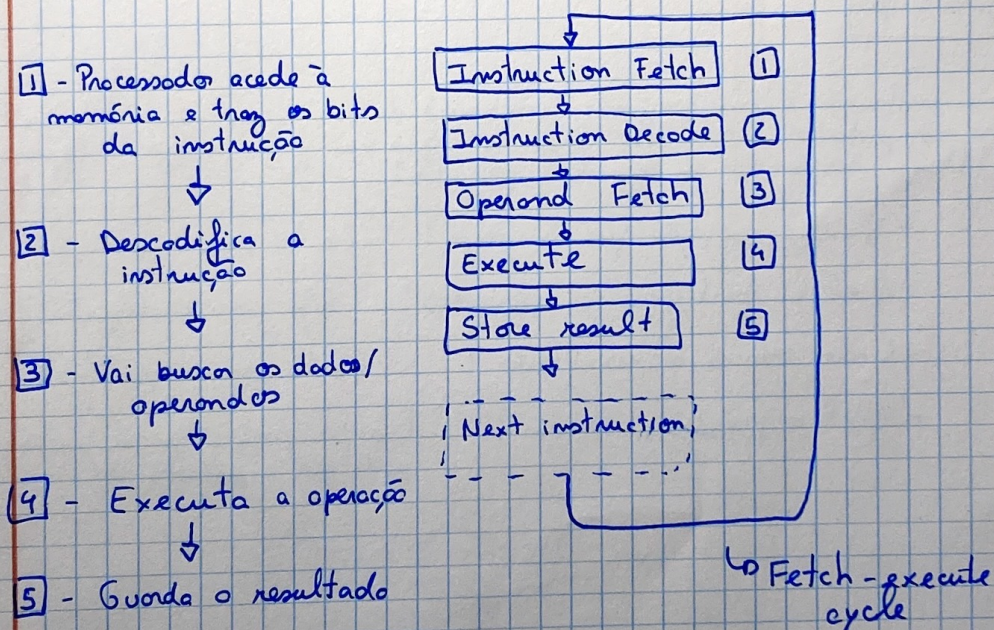 1 - Processador acede à
memória e traz os bits
da instrução
2 - Descodifica a
instrução
3 - Vai buscar os dados/
operandos
4 - Executa a operação
5 - Guarda o resultado
Instruction Fetch 1
Instruction Decode 2
Operand Fetch 3
Execute 4
Store result 5
Next instruction
Fetch-execute
cycle